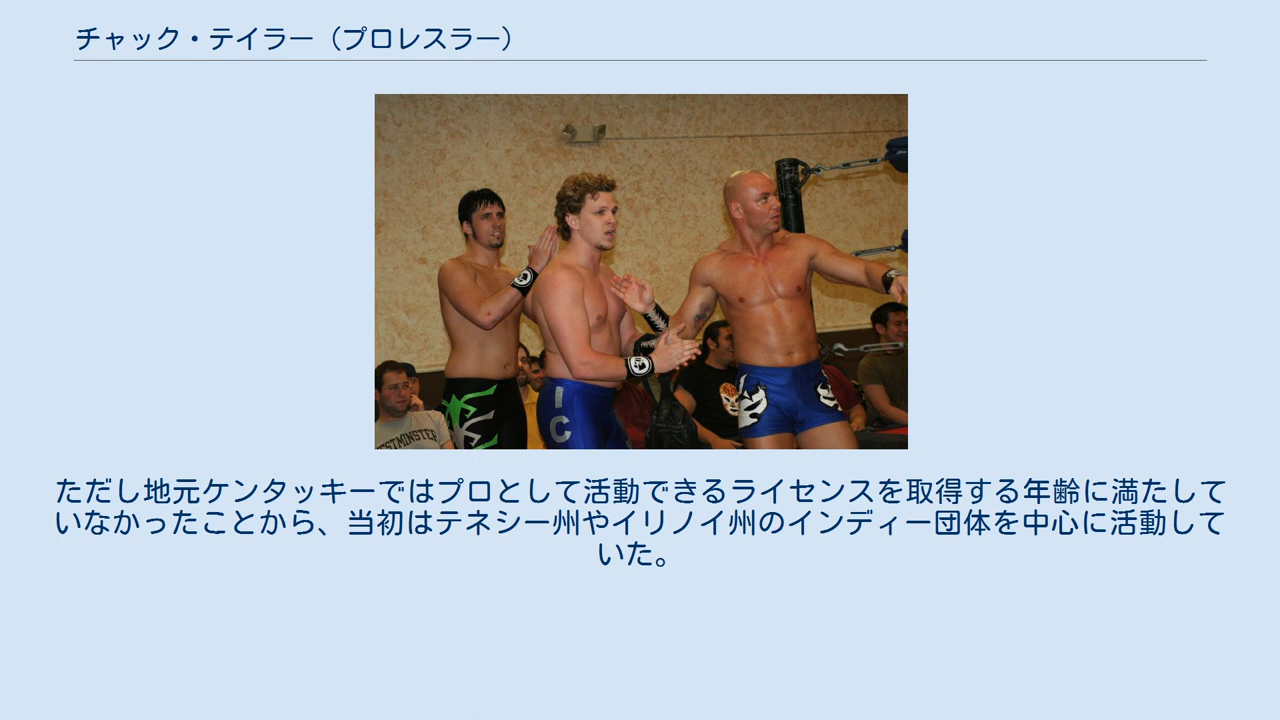 チャック・テイラー（プロレスラー）
I
C
WESTMINSTER
ただし地元ケンタッキーではプロとして活動できるライセンスを取得する年齢に満たして
いなかったことから、当初はテネシー州やイリノイ州のインディー団体を中心に活動して
いた。